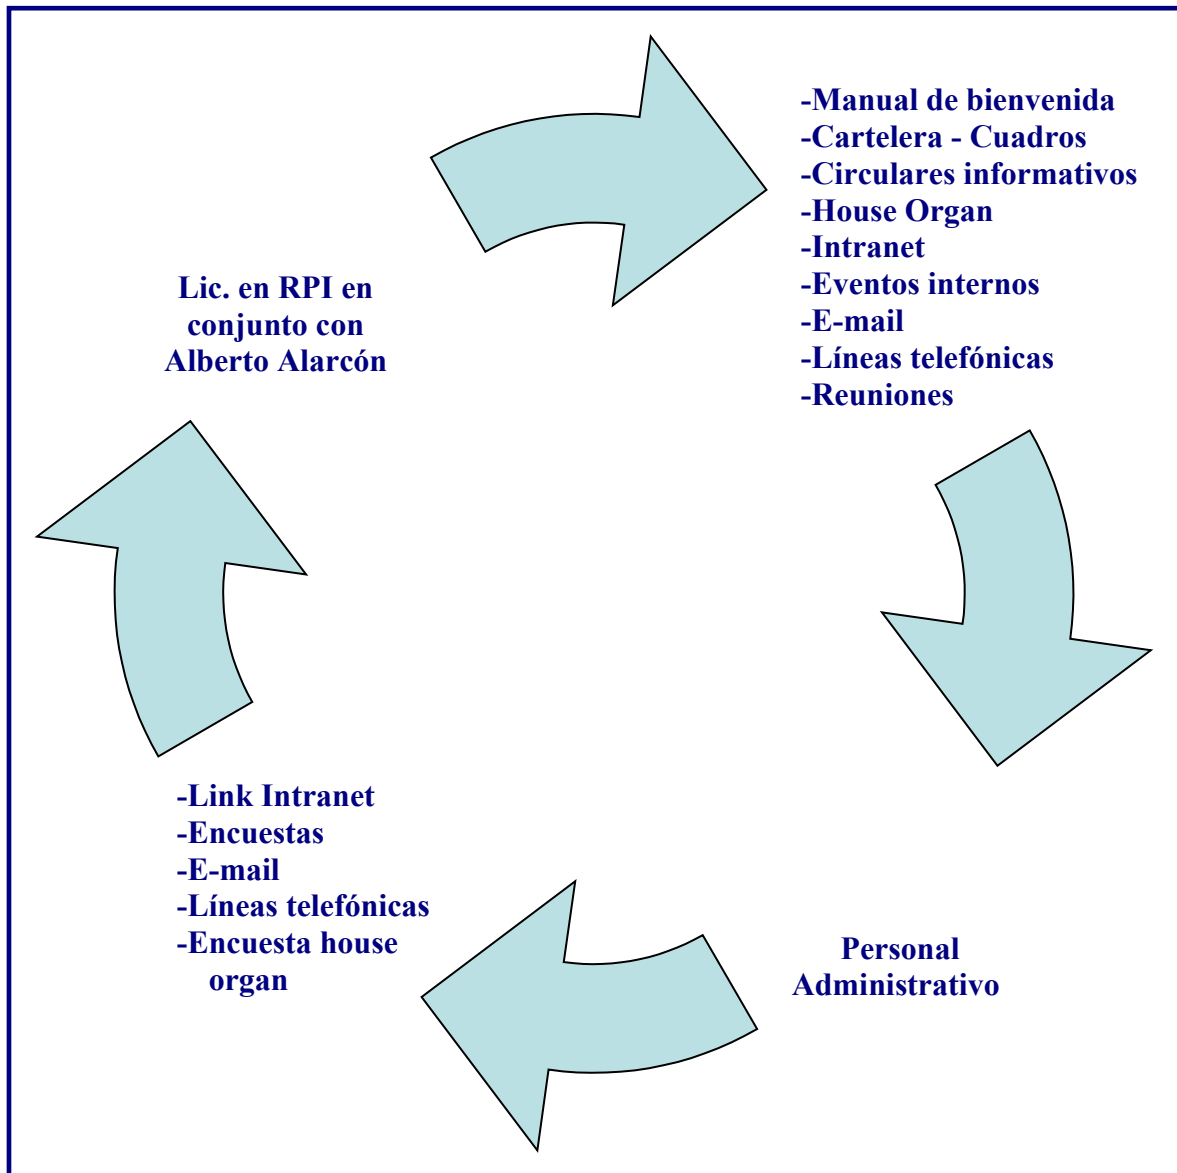 -Manual de bienvenida
-Cartelera - Cuadros
-Circulares informativos
-House Organ
-Intranet
-Eventos internos
-E-mail
-Líneas telefónicas
-Reuniones
Lic. en RPI en
conjunto con
Alberto Alarcón
-Link Intranet
-Encuestas
-E-mail
-Líneas telefónicas
-Encuesta house
organ
Personal
Administrativo